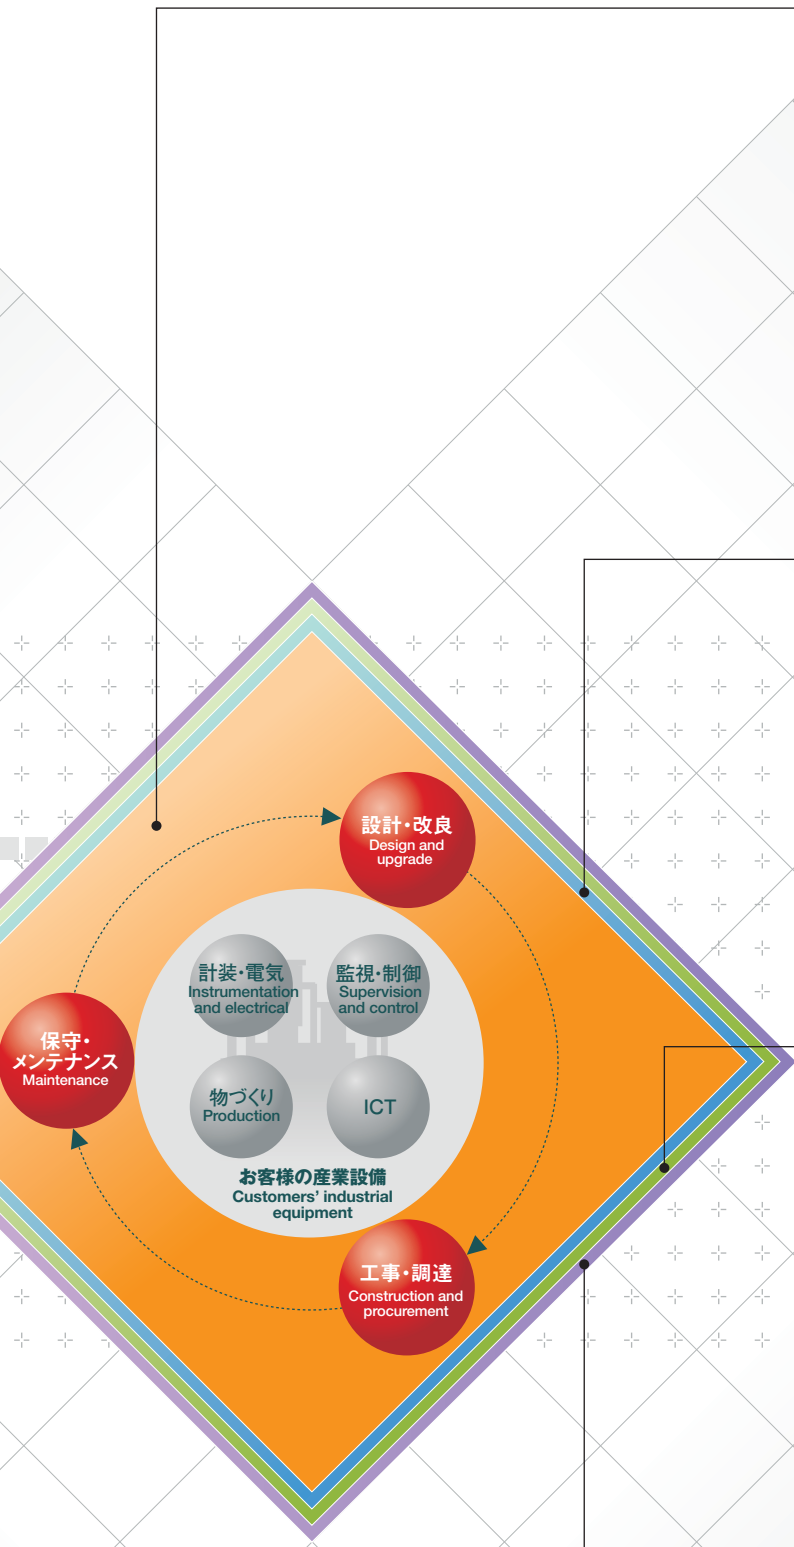 設計・改良
Design and
upgrade
計装・電気
Instrumentation
and electrical
監視・制御
Supervision
and control
保守・
メンテナンス
Maintenance
物づくり
Production
ICT
お客様の産業設備
Customers’ industrial
equipment
工事・調達
Construction and
procurement